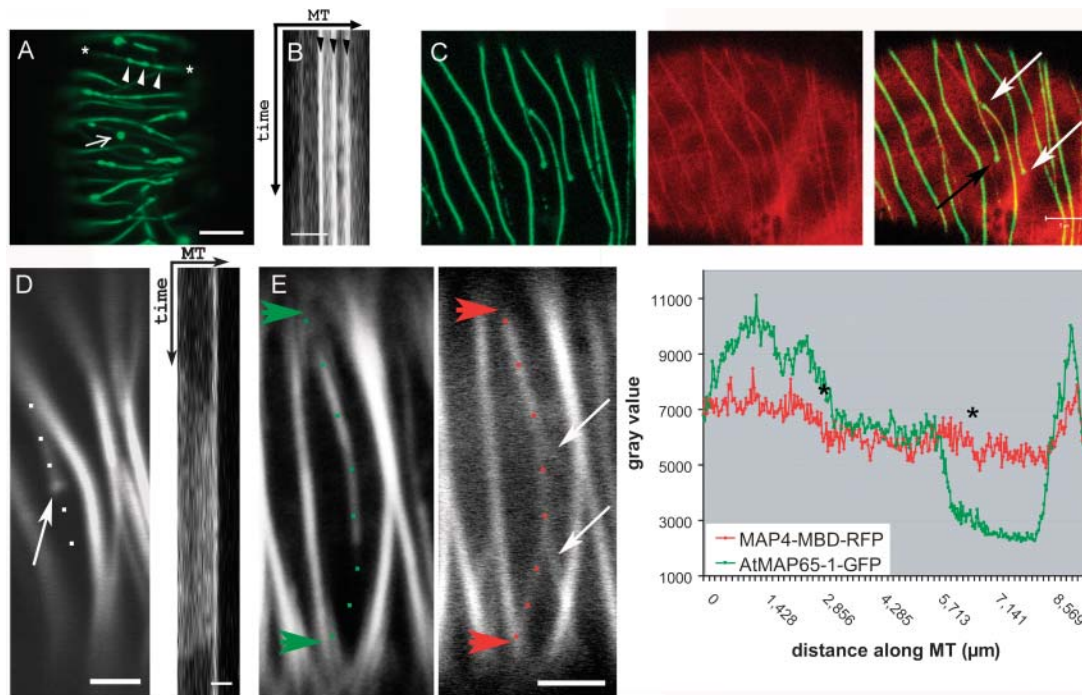 A
*
*
MT
B
time
C
MT
D
time
E
11000
9000
7000
5000
3000
1000
gray value
*
*
MAP4-MBD-RFP
AtMAP65-1-GFP
0
1,428
2,856
4,285
5,713
7,141
8,569
distance along MT (µm)